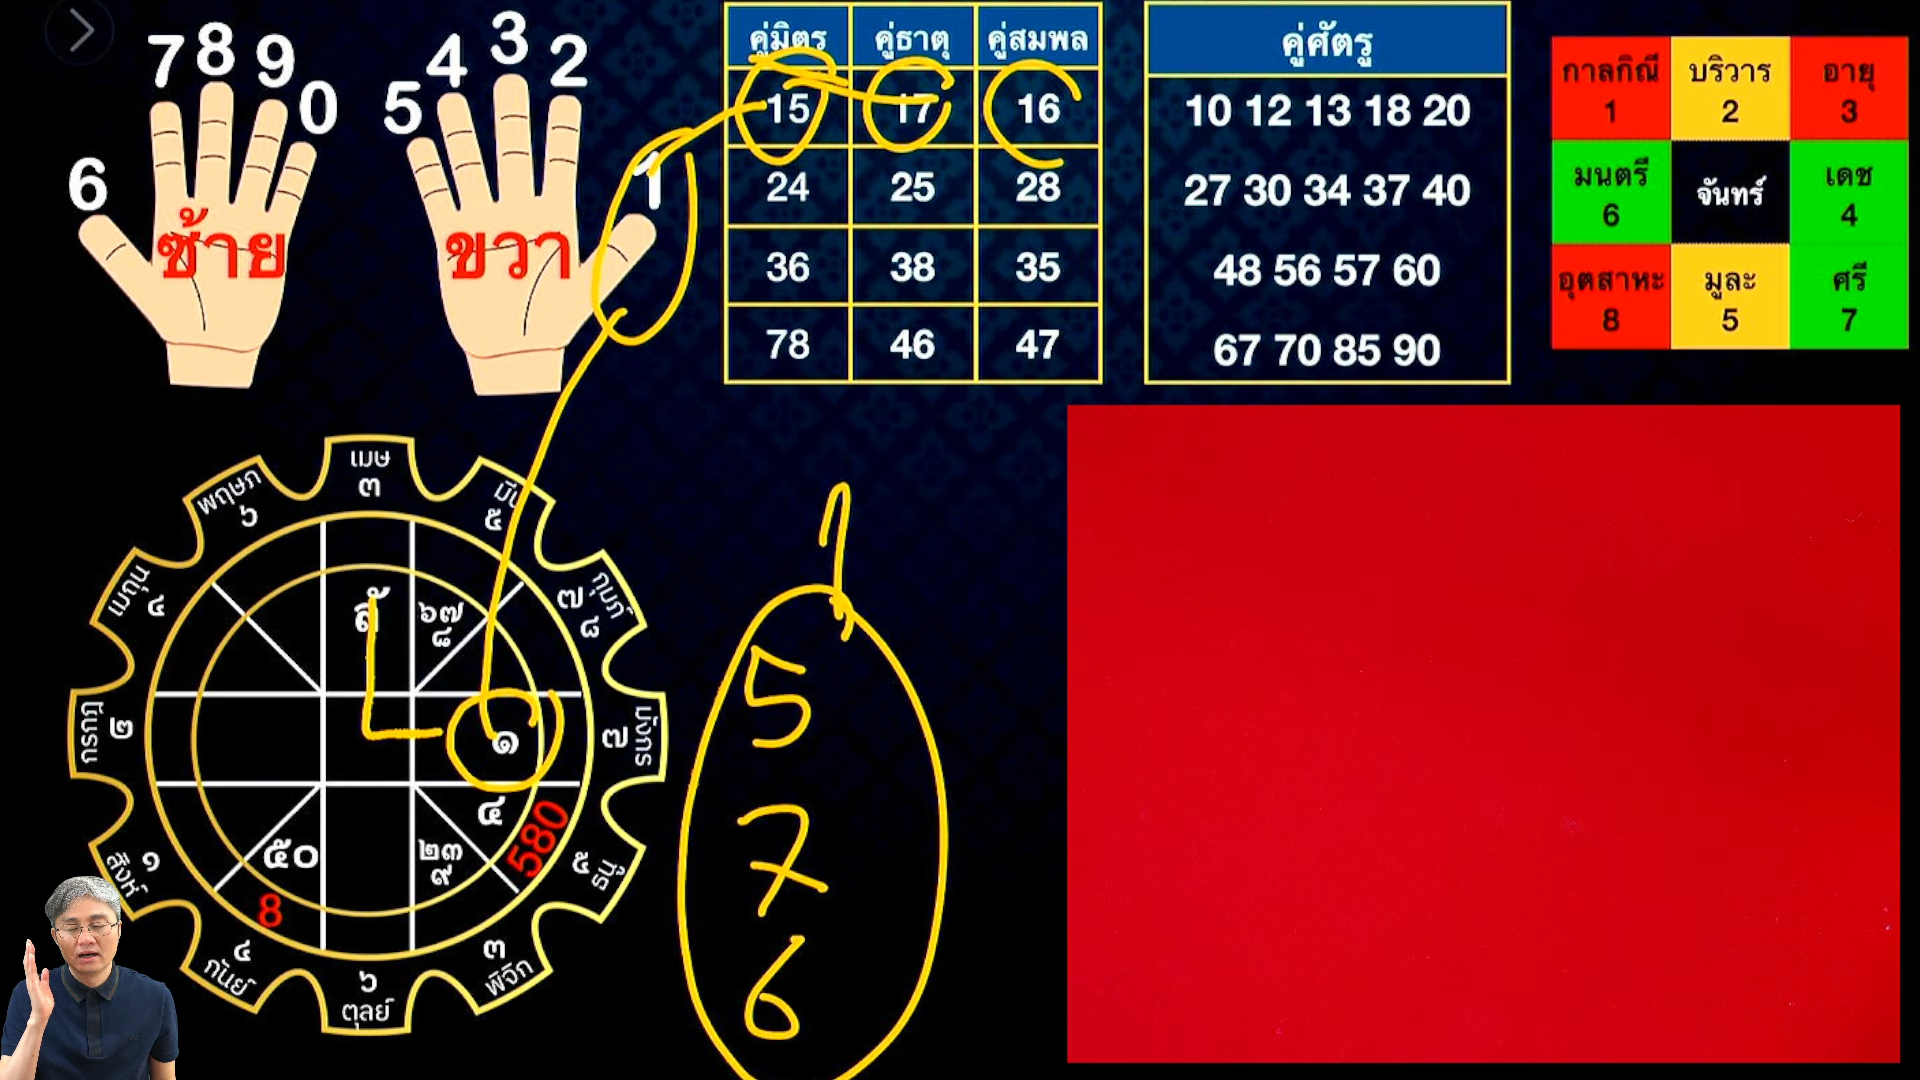 7 8 9 0
6
ซ้าย
5 4 3 2
1
ขวา
คู่มิตร คู่ธาตุ คู่สมพล
15 17 16
24 25 28
36 38 35
78 46 47
คู่ศัตรู
10 12 13 18 20
27 30 34 37 40
48 56 57 60
67 70 85 90
กาลกิณี บริวาร อายุ
1 2 3
มนตรี จันทร์ เดช
6 4
อุตสาหะ มูละ ศรี
8 5 7
เมษ
๓
พฤษภ
๖
เมถุน
๔
กรกฎ
๒
สิงห์
๑
กันย์
๔
ตุลย์
๖
พิจิก
๓
ธนู
๕
มังกร
๗
กุมภ์
๗ ๘
มีน
๕
ลั
๖๗
๘
๑
๔
580
๒๓
๙
๕๐
8
1
5
7
6